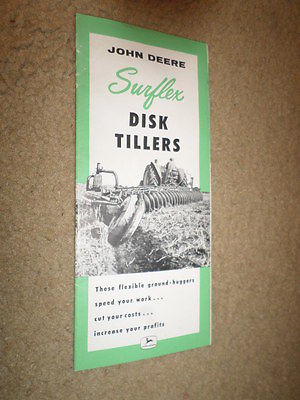 JOHN DEERE
Surflex
DISK
TILLERS
These flexible ground-huggers
speed your work...
cut your costs...
increase your profits